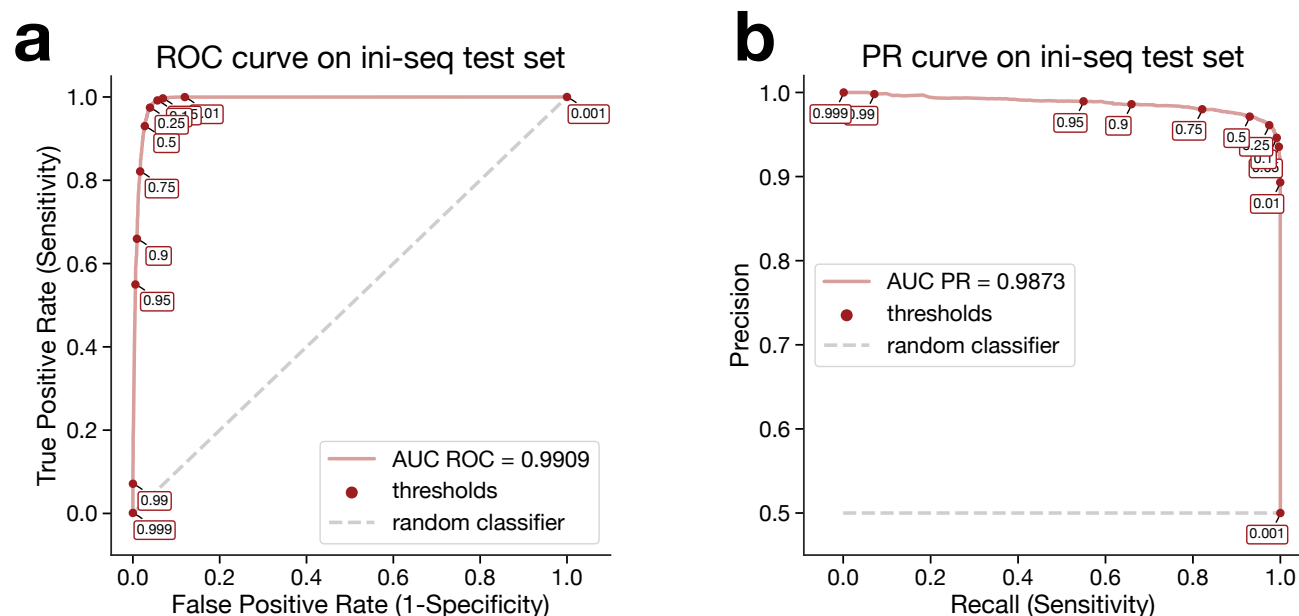 a
ROC curve on ini-seq test set
True Positive Rate (Sensitivity)
1.0
0.8
0.6
0.4
0.2
0.0
0.001
0.25
0.5
0.75
0.9
0.95
0.99
0.999
AUC ROC = 0.9909
thresholds
random classifier
0.0
0.2
0.4
0.6
0.8
1.0
False Positive Rate (1-Specificity)
b
PR curve on ini-seq test set
Precision
1.0
0.9
0.8
0.7
0.6
0.5
0.999
0.95
0.9
0.75
0.5
0.01
0.001
AUC PR = 0.9873
thresholds
random classifier
0.0
0.2
0.4
0.6
0.8
1.0
Recall (Sensitivity)